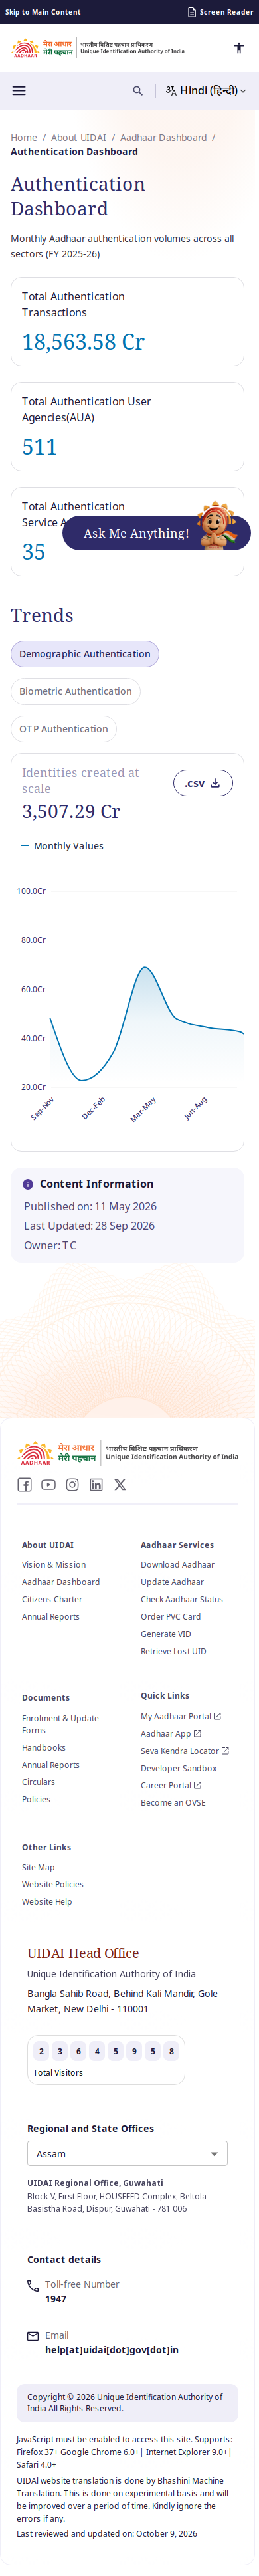 Skip to Main Content
Screen Reader
AADHAAR
मेरा आधार
मेरी पहचान
भारतीय विशिष्ट पहचान प्राधिकरण
Unique Identification Authority of India
Hindi (हिन्दी)
Home / About UIDAI / Aadhaar Dashboard /
Authentication Dashboard
Authentication
Dashboard
Monthly Aadhaar authentication volumes across all
sectors (FY 2025-26)
Total Authentication
Transactions
18,563.58 Cr
Total Authentication User
Agencies(AUA)
511
Total Authentication
Service A
Ask Me Anything!
35
Trends
Demographic Authentication
Biometric Authentication
OTP Authentication
Identities created at
scale
.csv
3,507.29 Cr
Monthly Values
100.0Cr
80.0Cr
60.0Cr
40.0Cr
20.0Cr
Sep-Nov
Dec-Feb
Mar-May
Jun-Aug
Content Information
Published on: 11 May 2026
Last Updated: 28 Sep 2026
Owner: TC
AADHAAR
मेरा आधार
मेरी पहचान
भारतीय विशिष्ट पहचान प्राधिकरण
Unique Identification Authority of India
About UIDAI
Vision & Mission
Aadhaar Dashboard
Citizens Charter
Annual Reports
Aadhaar Services
Download Aadhaar
Update Aadhaar
Check Aadhaar Status
Order PVC Card
Generate VID
Retrieve Lost UID
Documents
Enrolment & Update
Forms
Handbooks
Annual Reports
Circulars
Policies
Quick Links
My Aadhaar Portal
Aadhaar App
Seva Kendra Locator
Developer Sandbox
Career Portal
Become an OVSE
Other Links
Site Map
Website Policies
Website Help
UIDAI Head Office
Unique Identification Authority of India
Bangla Sahib Road, Behind Kali Mandir, Gole
Market, New Delhi - 110001
2 3 6 4 5 9 5 8
Total Visitors
Regional and State Offices
Assam
UIDAI Regional Office, Guwahati
Block-V, First Floor, HOUSEFED Complex, Beltola-
Basistha Road, Dispur, Guwahati - 781 006
Contact details
Toll-free Number
1947
Email
help[at]uidai[dot]gov[dot]in
Copyright © 2026 Unique Identification Authority of
India All Rights Reserved.
JavaScript must be enabled to access this site. Supports:
Firefox 37+ Google Chrome 6.0+| Internet Explorer 9.0+|
Safari 4.0+
UIDAI website translation is done by Bhashini Machine
Translation. This is done on experimental basis and will
be improved over a period of time. Kindly ignore the
errors if any.
Last reviewed and updated on: October 9, 2026